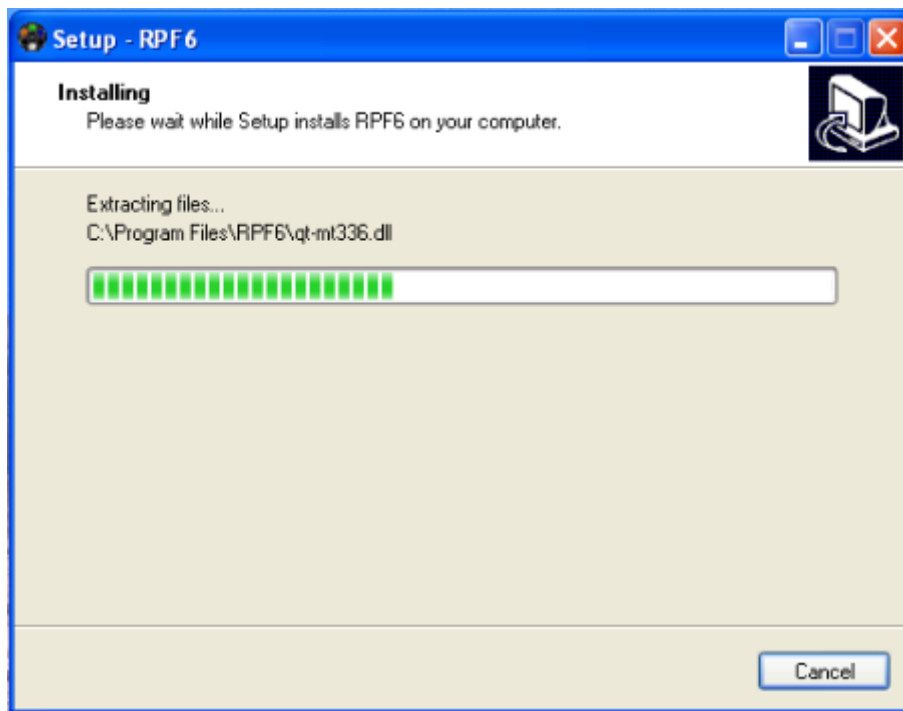 Setup - RPF6
Installing
Please wait while Setup installs RPF6 on your computer.
Extracting files...
C:\Program Files\RPF6\qt-mt336.dll
Cancel